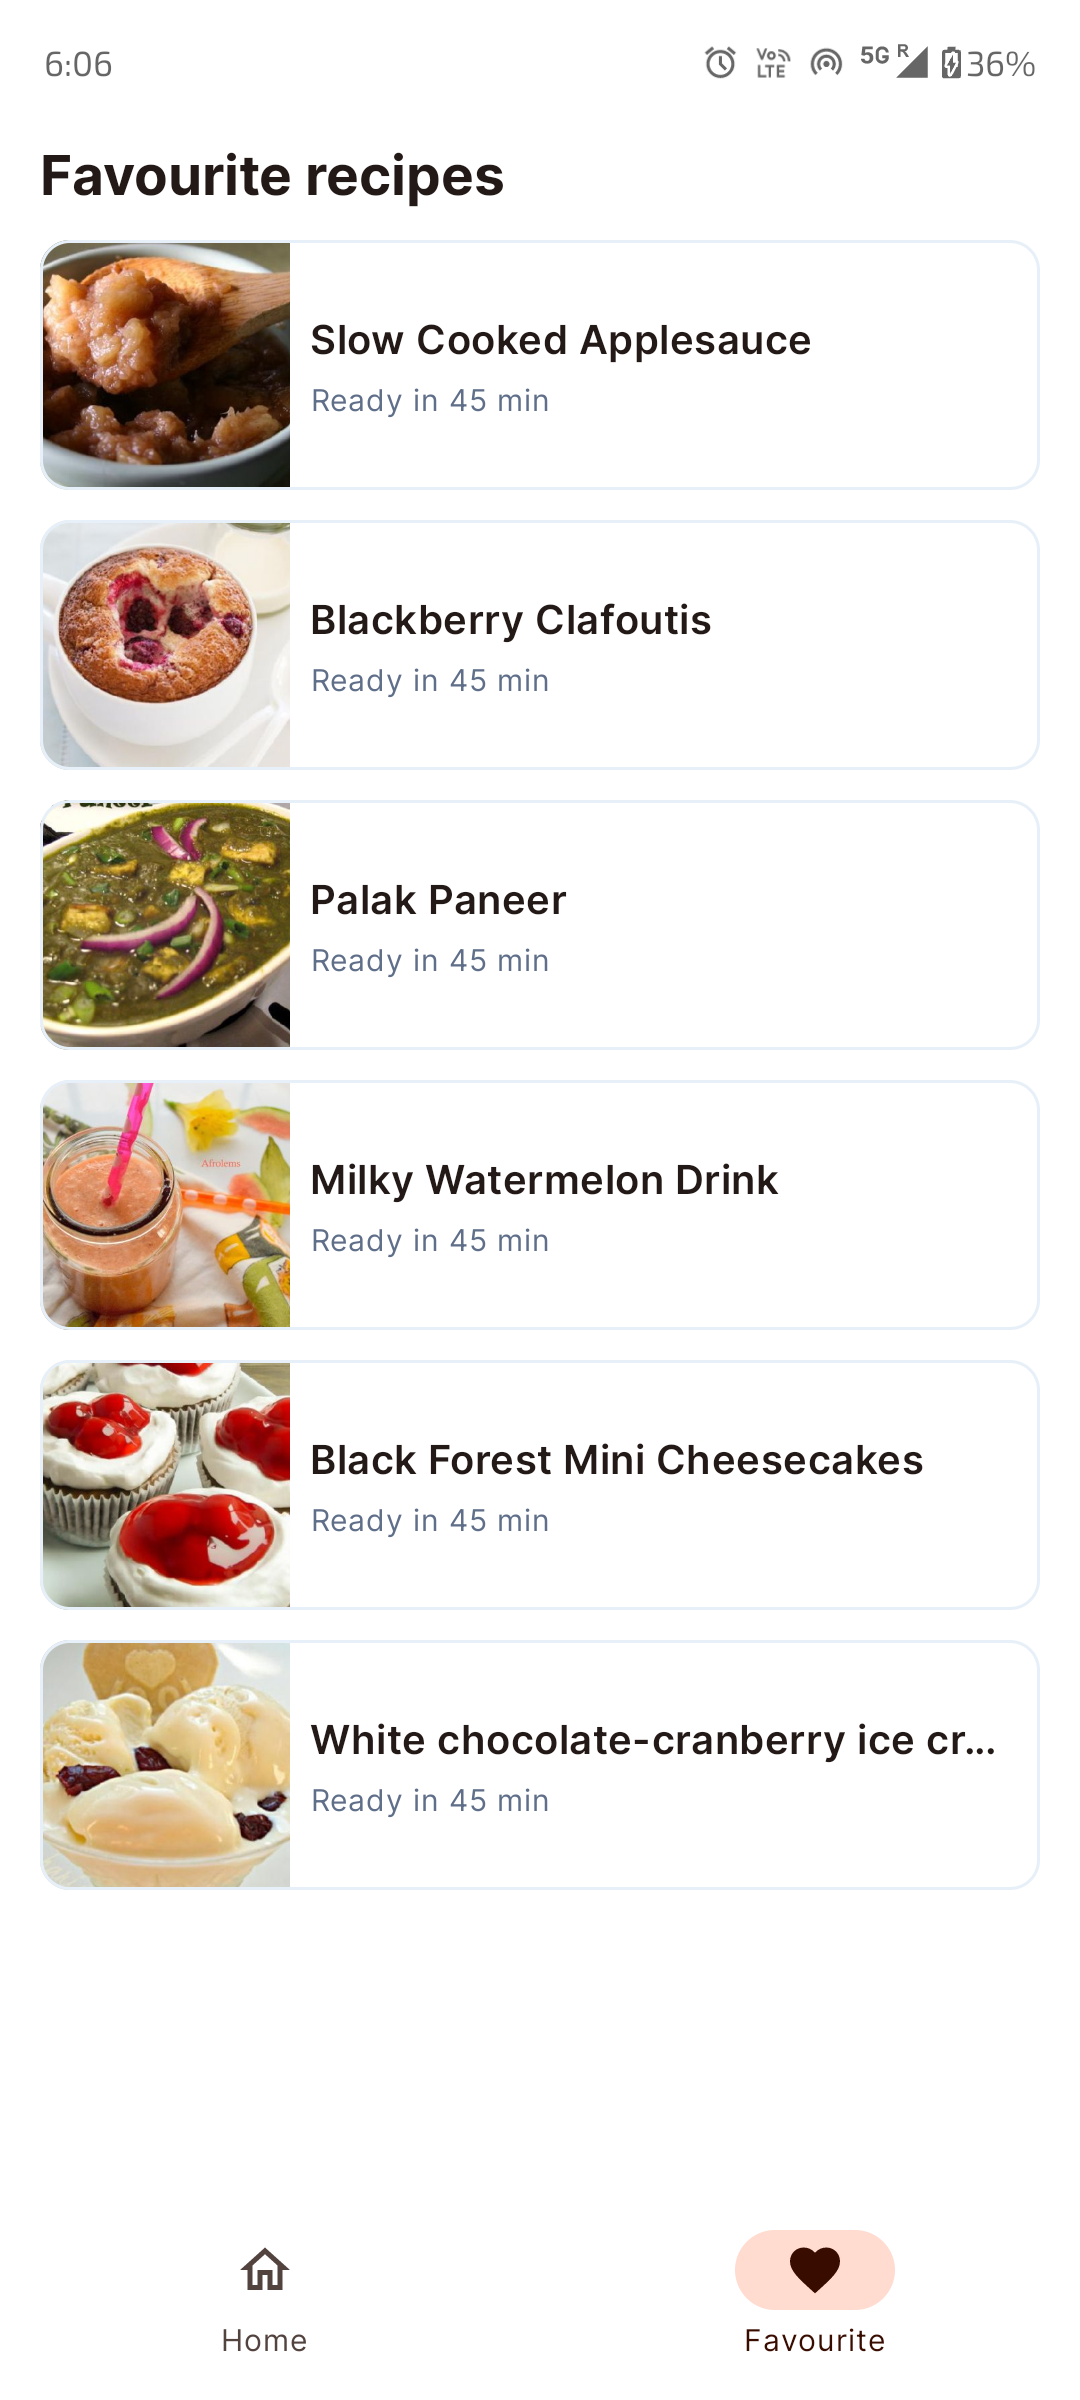 6:06
Vo LTE 5G R 36%
Favourite recipes
Slow Cooked Applesauce
Ready in 45 min
Blackberry Clafoutis
Ready in 45 min
Palak Paneer
Ready in 45 min
Afrolems
Milky Watermelon Drink
Ready in 45 min
Black Forest Mini Cheesecakes
Ready in 45 min
White chocolate-cranberry ice cr...
Ready in 45 min
Home
Favourite